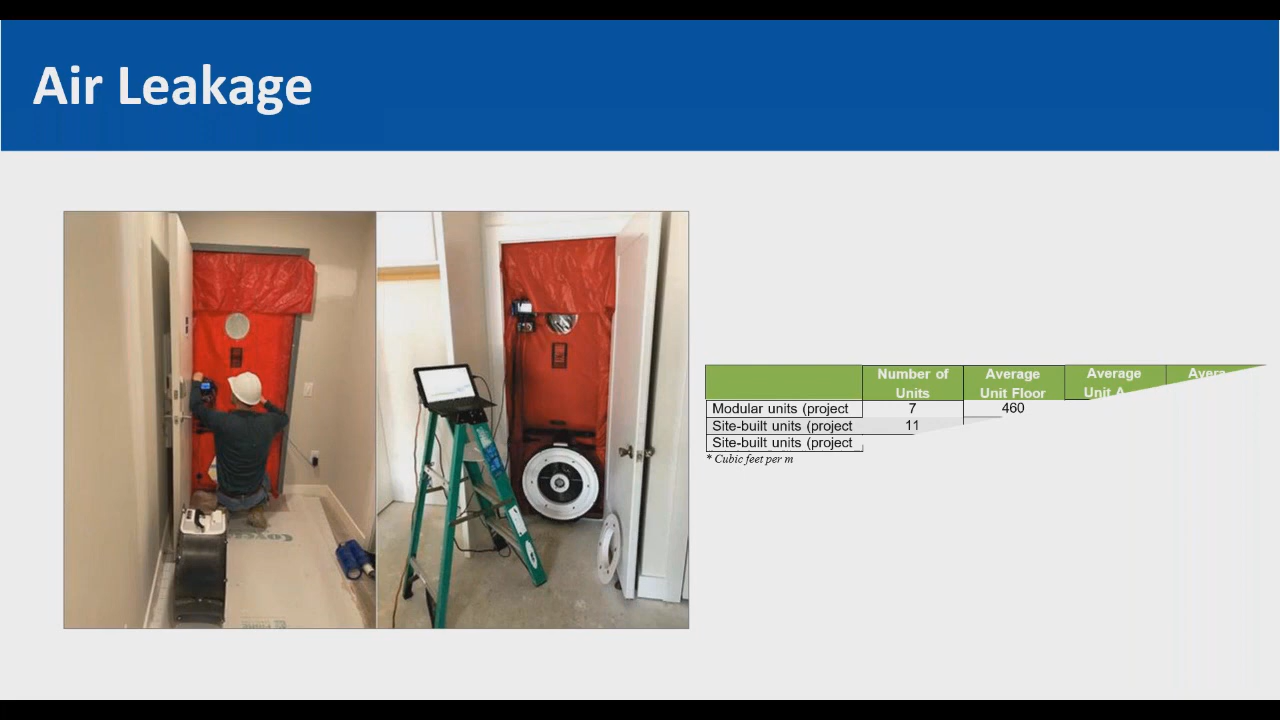 Air Leakage
Number of Average Average
Units Unit Floor Unit
Modular units (project 7 460
Site-built units (project 11
Site-built units (project
* Cubic feet per m